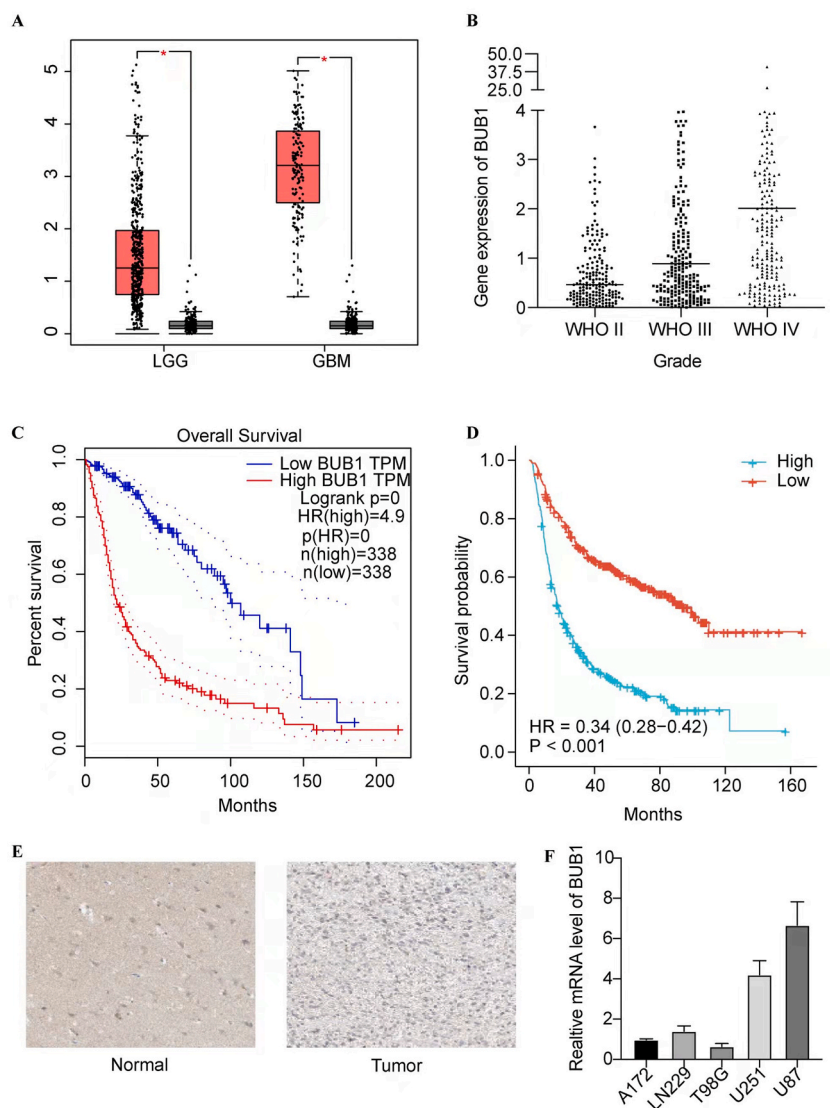 A
5
4
3
2
1
0
*
*
LGG
GBM
B
Gene expression of BUB1
50.0
37.5
25.0
4
3
2
1
0
WHO II
WHO III
WHO IV
Grade
C
Overall Survival
Percent survival
1.0
0.8
0.6
0.4
0.2
0.0
Low BUB1 TPM
High BUB1 TPM
Logrank p=0
HR(high)=4.9
p(HR)=0
n(high)=338
n(low)=338
0
50
100
150
200
Months
D
Survival probability
1.0
0.8
0.6
0.4
0.2
0.0
High
Low
HR = 0.34 (0.28−0.42)
P < 0.001
0
40
80
120
160
Months
E
Normal
Tumor
F
Realtive mRNA level of BUB1
10
8
6
4
2
0
A172
LN229
T98G
U251
U87